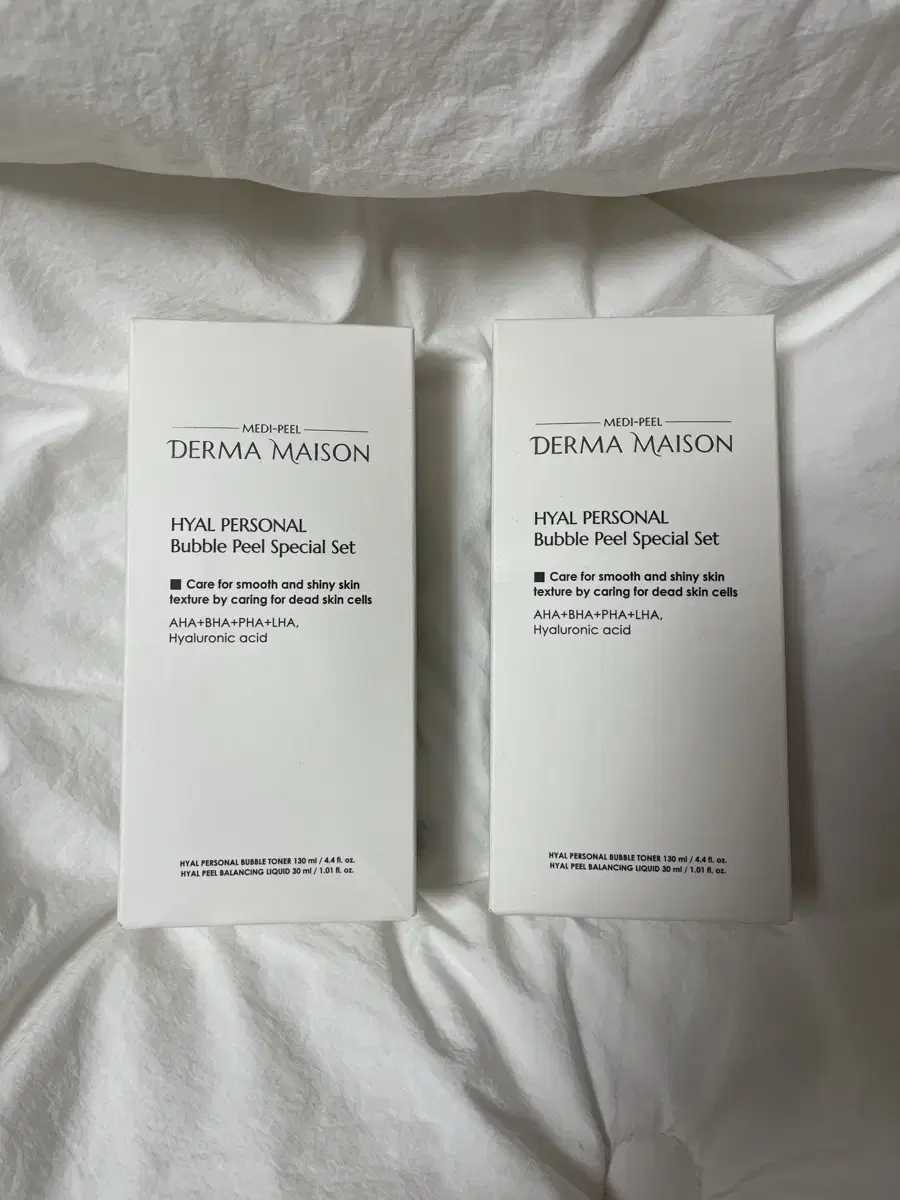 MEDI-PEEL
DERMA MAISON
HYAL PERSONAL
Bubble Peel Special Set
■ Care for smooth and shiny skin
texture by caring for dead skin cells
AHA+BHA+PHA+LHA,
Hyaluronic acid
HYAL PERSONAL BUBBLE TONER 130 ml / 4.4 fl. oz.
HYAL PEEL BALANCING LIQUID 30 ml / 1.01 fl. oz.
MEDI-PEEL
DERMA MAISON
HYAL PERSONAL
Bubble Peel Special Set
■ Care for smooth and shiny skin
texture by caring for dead skin cells
AHA+BHA+PHA+LHA,
Hyaluronic acid
HYAL PERSONAL BUBBLE TONER 130 ml / 4.4 fl. oz.
HYAL PEEL BALANCING LIQUID 30 ml / 1.01 fl. oz.